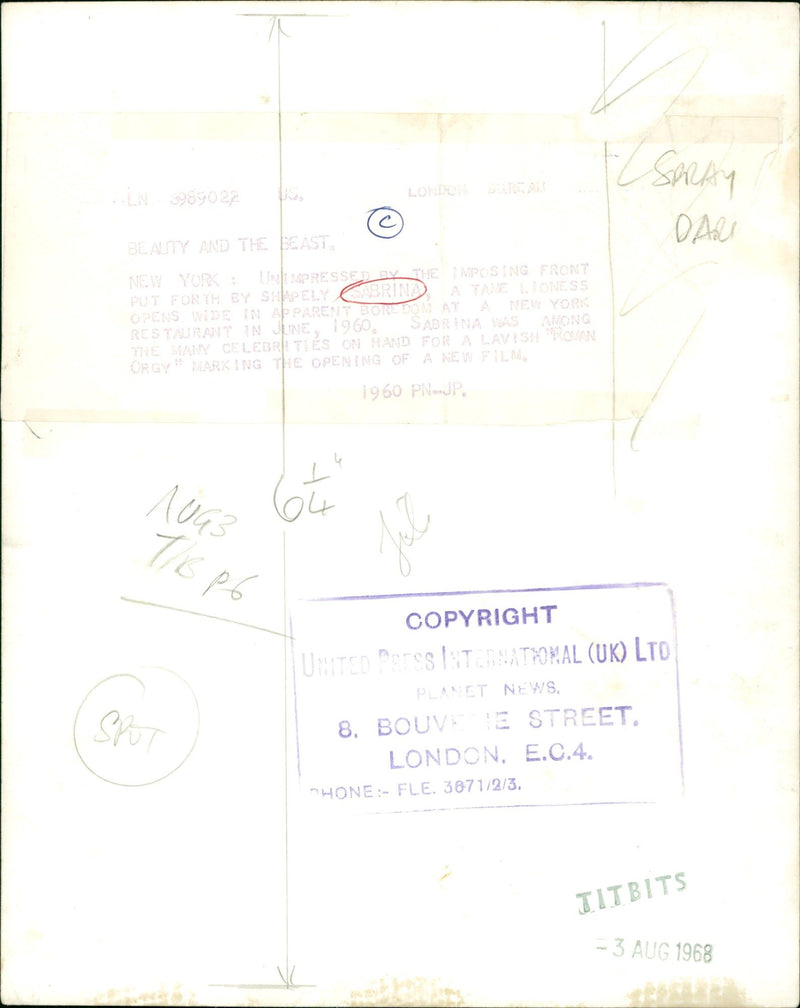 LN 3989022 US. LONDON BUREAU
C
BEAUTY AND THE BEAST.
NEW YORK : UNIMPRESSED BY THE IMPOSING FRONT
PUT FORTH BY SHAPELY SABRINA, A TAME LIONESS
OPENS WIDE IN APPARENT BOREDOM AT A NEW YORK
RESTAURANT IN JUNE, 1960. SABRINA WAS AMONG
THE MANY CELEBRITIES ON HAND FOR A LAVISH "ROMAN
ORGY" MARKING THE OPENING OF A NEW FILM.
1960 PN-JP.
SPRAY
6 1/4"
AUG3
T/B P6
SPOT
COPYRIGHT
UNITED PRESS INTERNATIONAL (UK) LTD
PLANET NEWS.
8. BOUVERIE STREET.
LONDON. E.C.4.
PHONE:- FLE. 3871/2/3.
TITBITS
-3 AUG 1968